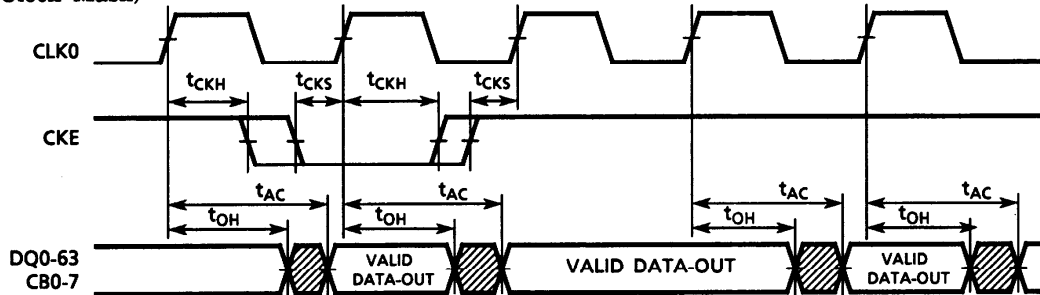 CLK0
tCKH tCKS tCKH tCKS
CKE
tAC tAC tAC tAC
tOH tOH tOH tOH
DQ0-63
CB0-7
VALID
DATA-OUT
VALID DATA-OUT
VALID
DATA-OUT